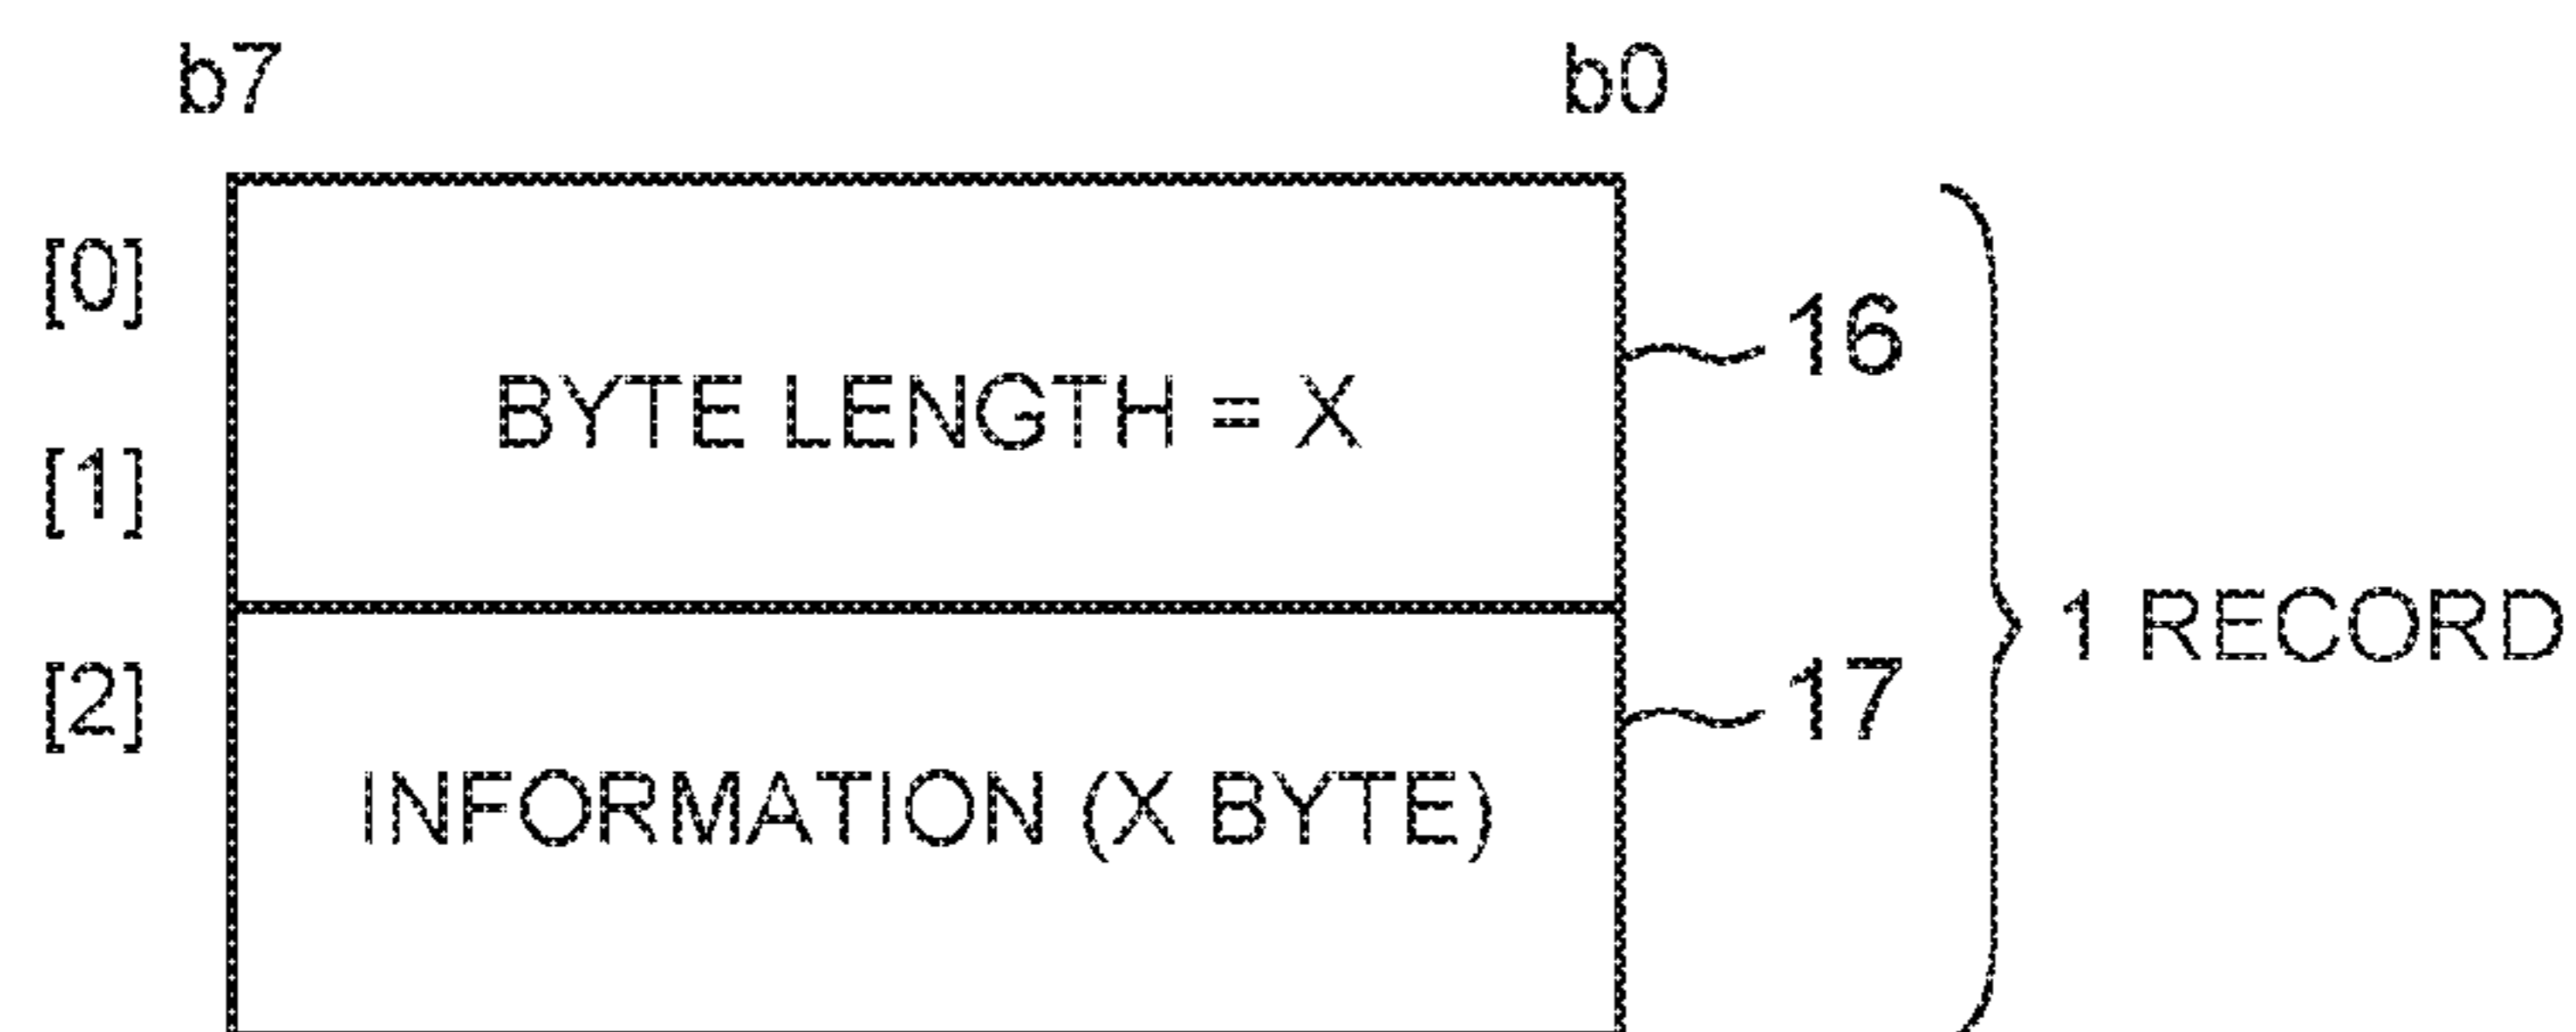 b7 b0
[0]
16
BYTE LENGTH = X
[1]
1 RECORD
[2]
17
INFORMATION (X BYTE)